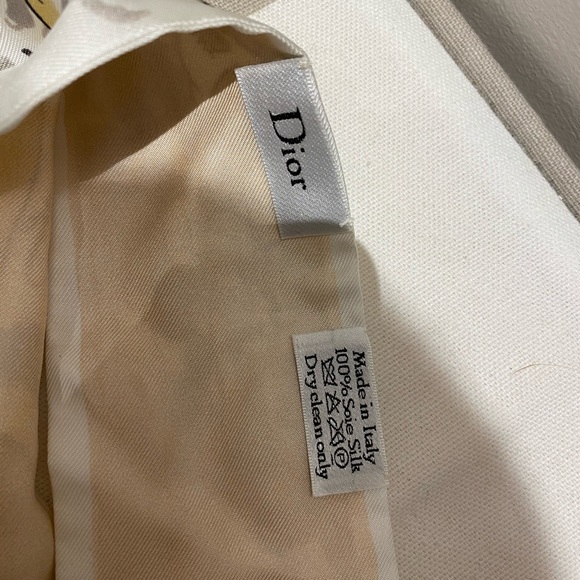 Dior
Made in Italy
100% Soie Silk
P
Dry clean only